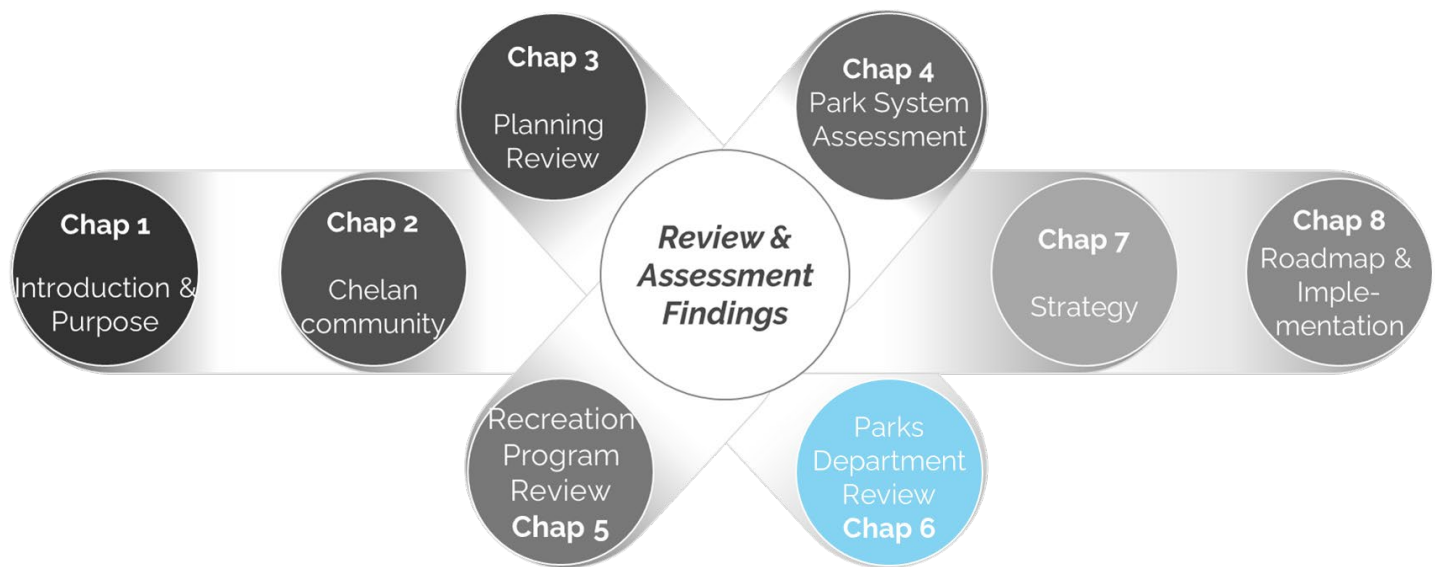 Chap 1
Introduction &
Purpose
Chap 2
Chelan
community
Chap 3
Planning
Review
Chap 4
Park System
Assessment
Review &
Assessment
Findings
Recreation
Program
Review
Chap 5
Parks
Department
Review
Chap 6
Chap 7
Strategy
Chap 8
Roadmap &
Imple-
mentation